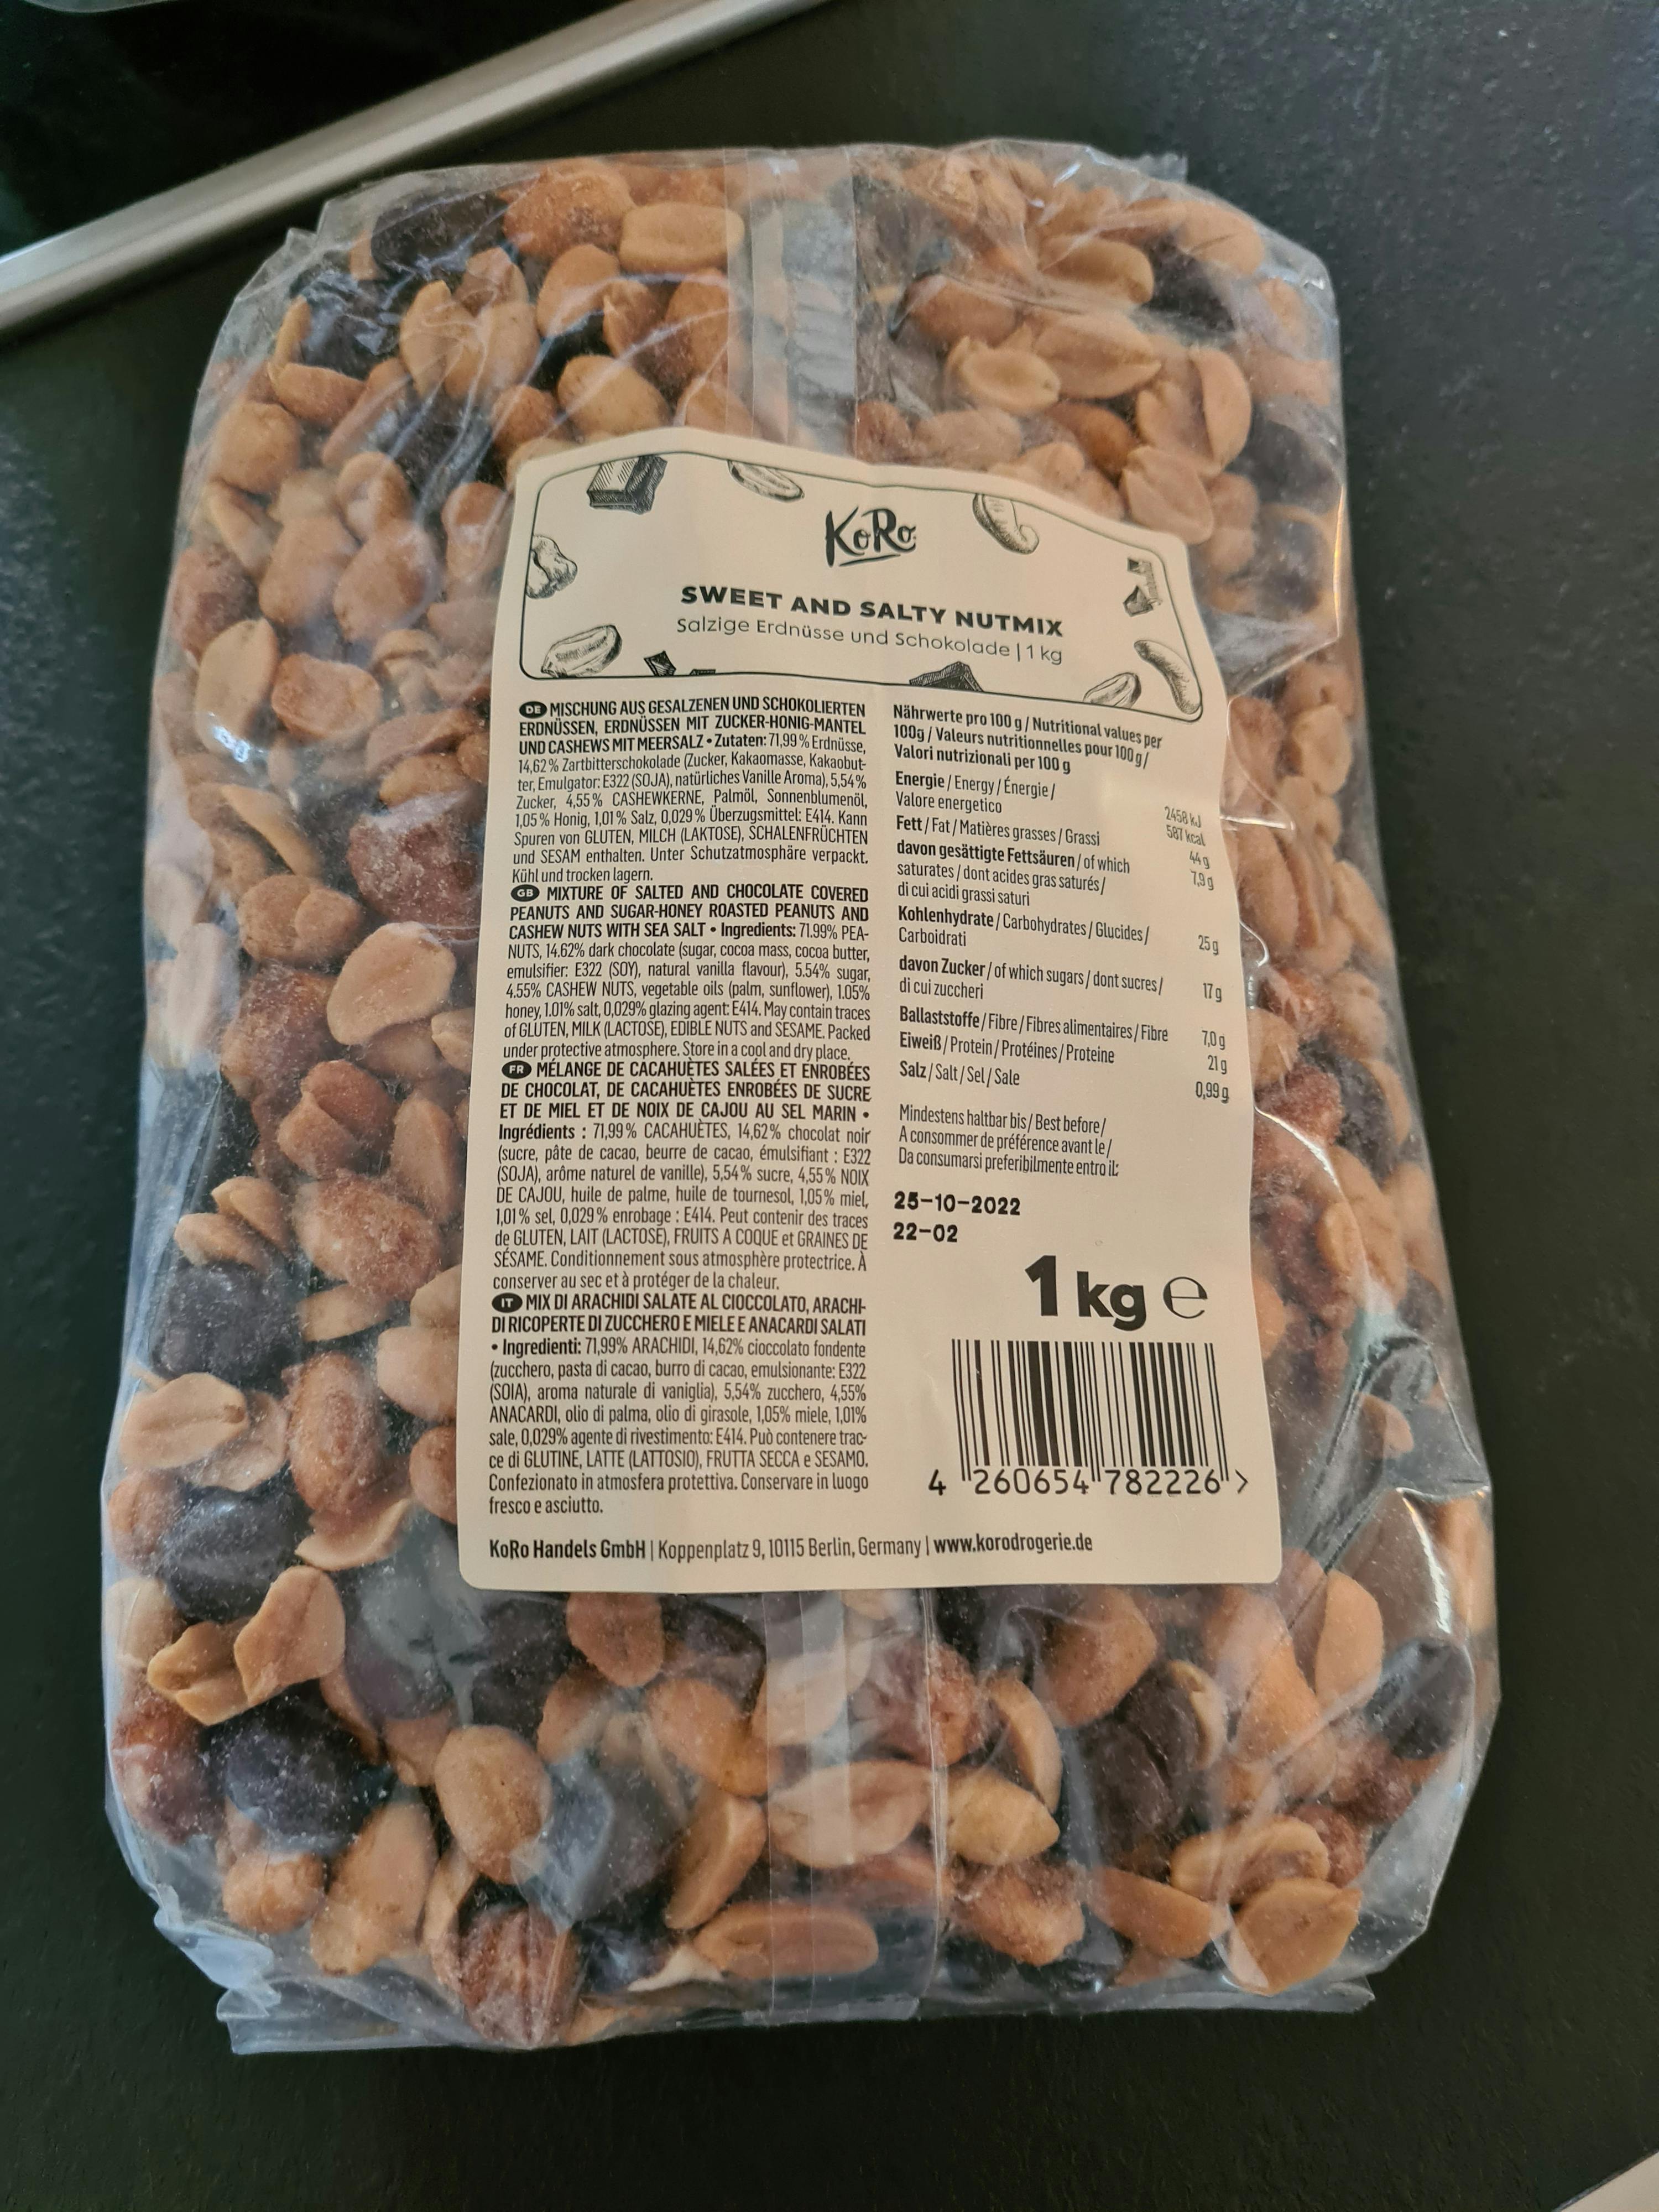 KoRo
SWEET AND SALTY NUTMIX
Salzige Erdnüsse und Schokolade | 1 kg
DE MISCHUNG AUS GESALZENEN UND SCHOKOLIERTEN
ERDNÜSSEN, ERDNÜSSEN MIT ZUCKER-HONIG-MANTEL
UND CASHEWS MIT MEERSALZ • Zutaten: 71,99 % Erdnüsse,
14,62 % Zartbitterschokolade (Zucker, Kakaomasse, Kakaobut-
ter, Emulgator: E322 (SOJA), natürliches Vanille Aroma), 5,54 %
Zucker, 4,55 % CASHEWKERNE, Palmöl, Sonnenblumenöl,
1,05 % Honig, 1,01 % Salz, 0,029 % Überzugsmittel: E414. Kann
Spuren von GLUTEN, MILCH (LAKTOSE), SCHALENFRÜCHTEN
und SESAM enthalten. Unter Schutzatmosphäre verpackt.
Kühl und trocken lagern.
GB MIXTURE OF SALTED AND CHOCOLATE COVERED
PEANUTS AND SUGAR-HONEY ROASTED PEANUTS AND
CASHEW NUTS WITH SEA SALT • Ingredients: 71.99% PEA-
NUTS, 14.62% dark chocolate (sugar, cocoa mass, cocoa butter,
emulsifier: E322 (SOY), natural vanilla flavour), 5.54% sugar,
4.55% CASHEW NUTS, vegetable oils (palm, sunflower), 1.05%
honey, 1.01% salt, 0,029% glazing agent: E414. May contain traces
of GLUTEN, MILK (LACTOSE), EDIBLE NUTS and SESAME. Packed
under protective atmosphere. Store in a cool and dry place.
FR MÉLANGE DE CACAHUÈTES SALÉES ET ENROBÉES
DE CHOCOLAT, DE CACAHUÈTES ENROBÉES DE SUCRE
ET DE MIEL ET DE NOIX DE CAJOU AU SEL MARIN •
Ingrédients : 71,99 % CACAHUÈTES, 14,62% chocolat noir
(sucre, pâte de cacao, beurre de cacao, émulsifiant : E322
(SOJA), arôme naturel de vanille), 5,54 % sucre, 4,55 % NOIX
DE CAJOU, huile de palme, huile de tournesol, 1,05 % miel,
1,01 % sel, 0,029 % enrobage : E414. Peut contenir des traces
de GLUTEN, LAIT (LACTOSE), FRUITS A COQUE et GRAINES DE
SÉSAME. Conditionnement sous atmosphère protectrice. À
conserver au sec et à protéger de la chaleur.
IT MIX DI ARACHIDI SALATE AL CIOCCOLATO, ARACHI-
DI RICOPERTE DI ZUCCHERO E MIELE E ANACARDI SALATI
• Ingredienti: 71,99% ARACHIDI, 14,62% cioccolato fondente
(zucchero, pasta di cacao, burro di cacao, emulsionante: E322
(SOIA), aroma naturale di vaniglia), 5,54% zucchero, 4,55%
ANACARDI, olio di palma, olio di girasole, 1,05% miele, 1,01%
sale, 0,029% agente di rivestimento: E414. Può contenere trac-
ce di GLUTINE, LATTE (LATTOSIO), FRUTTA SECCA e SESAMO.
Confezionato in atmosfera protettiva. Conservare in luogo
fresco e asciutto.
Nährwerte pro 100 g / Nutritional values per
100g / Valeurs nutritionnelles pour 100 g /
Valori nutrizionali per 100 g
Energie / Energy / Énergie /
Valore energetico 2458 kJ
587 kcal
Fett / Fat / Matières grasses / Grassi 44 g
davon gesättigte Fettsäuren / of which 7,9 g
saturates / dont acides gras saturés /
di cui acidi grassi saturi
Kohlenhydrate / Carbohydrates / Glucides /
Carboidrati 25 g
davon Zucker / of which sugars / dont sucres /
di cui zuccheri 17 g
Ballaststoffe / Fibre / Fibres alimentaires / Fibre 7,0 g
Eiweiß / Protein / Protéines / Proteine 21 g
Salz / Salt / Sel / Sale 0,99 g
Mindestens haltbar bis / Best before /
A consommer de préférence avant le /
Da consumarsi preferibilmente entro il:
25-10-2022
22-02
1 kg ℮
4 260654 782226 >
KoRo Handels GmbH | Koppenplatz 9, 10115 Berlin, Germany | www.korodrogerie.de